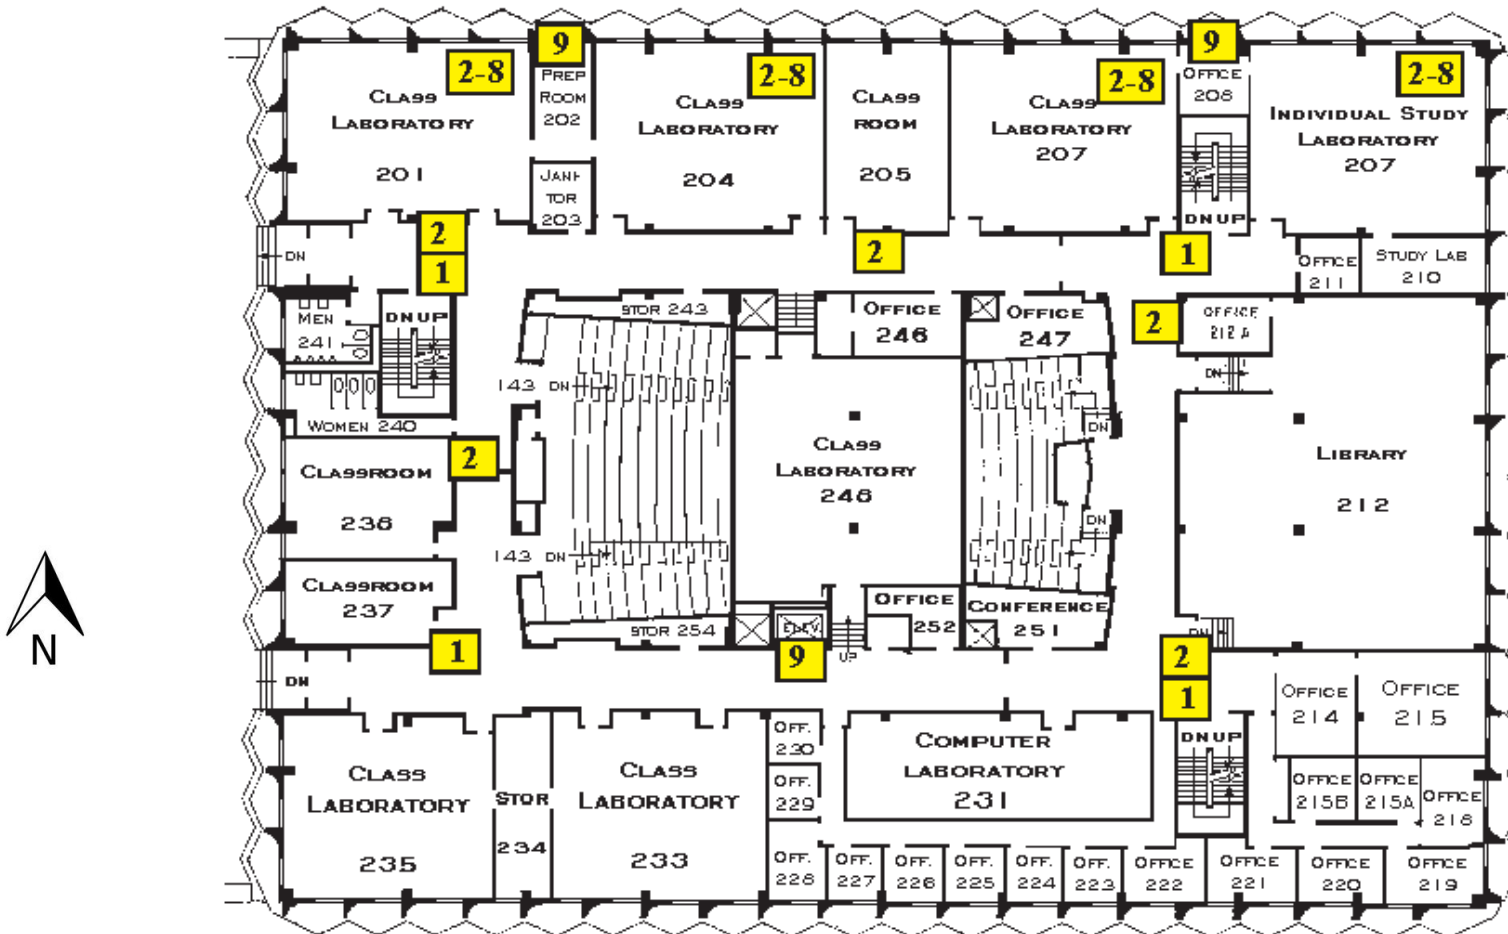 9
9
2-8
2-8
2-8
2-8
CLASS
LABORATORY
201
PREP
ROOM
202
JANI-
TOR
203
CLASS
LABORATORY
204
CLASS
ROOM
205
CLASS
LABORATORY
207
OFFICE
208
DN UP
INDIVIDUAL STUDY
LABORATORY
207
2
1
2
1
DN
OFFICE
211
STUDY LAB
210
MEN
241
DN UP
STOR 243
OFFICE
246
OFFICE
247
2
OFFICE
212A
DN
143 DN
WOMEN 240
DN
CLASSROOM
236
2
CLASS
LABORATORY
248
LIBRARY
212
DN
143 DN
CLASSROOM
237
STOR 254
ELEV.
OFFICE
252
CONFERENCE
251
DN
1
9
UP
2
1
DN
OFFICE
214
OFFICE
215
DN UP
CLASS
LABORATORY
235
STOR
234
CLASS
LABORATORY
233
OFF.
230
OFF.
229
COMPUTER
LABORATORY
231
OFFICE
215B
OFFICE
215A
OFFICE
218
OFF.
228
OFF.
227
OFF.
226
OFF.
225
OFF.
224
OFF.
223
OFFICE
222
OFFICE
221
OFFICE
220
OFFICE
219
N